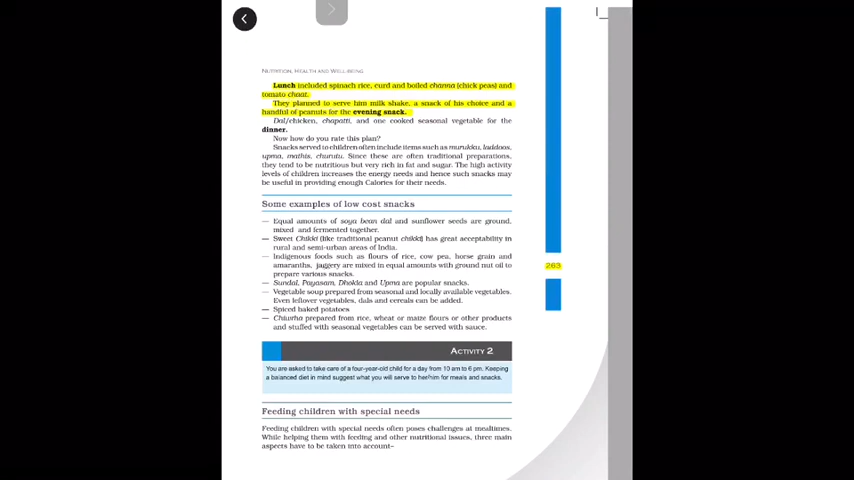 NUTRITION, HEALTH AND WELL-BEING
Lunch included spinach rice, curd and boiled channa (chick peas) and
tomato chaat.
They planned to serve him milk shake, a snack of his choice and a
handful of peanuts for the evening snack.
Dal/chicken, chapatti, and one cooked seasonal vegetable for the
dinner.
Now how do you rate this plan?
Snacks served to children often include items such as murukku, laddoos,
upma, mathis, churutu. Since these are often traditional preparations,
they tend to be nutritious but very rich in fat and sugar. The high activity
levels of children increases the energy needs and hence such snacks may
be useful in providing enough Calories for their needs.
Some examples of low cost snacks
— Equal amounts of soya bean dal and sunflower seeds are ground,
mixed and fermented together.
— Sweet Chikki (like traditional peanut chikki) has great acceptability in
rural and semi-urban areas of India.
— Indigenous foods such as flours of rice, cow pea, horse grain and
amaranths, jaggery are mixed in equal amounts with ground nut oil to
prepare various snacks.
— Sundal, Payasam, Dhokla and Upma are popular snacks.
— Vegetable soup prepared from seasonal and locally available vegetables.
Even leftover vegetables, dals and cereals can be added.
— Spiced baked potatoes
— Chiwrha prepared from rice, wheat or maize flours or other products
and stuffed with seasonal vegetables can be served with sauce.
263
ACTIVITY 2
You are asked to take care of a four-year-old child for a day from 10 am to 6 pm. Keeping
a balanced diet in mind suggest what you will serve to her/him for meals and snacks.
Feeding children with special needs
Feeding children with special needs often poses challenges at mealtimes.
While helping them with feeding and other nutritional issues, three main
aspects have to be taken into account–